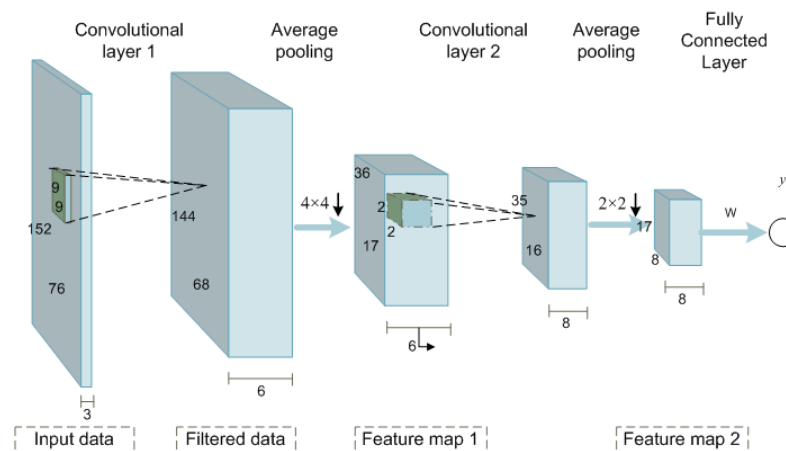 Convolutional
layer 1
Average
pooling
Convolutional
layer 2
Average
pooling
Fully
Connected
Layer
9
9
152
76
3
144
68
6
4×4
36
2
2
17
6
35
16
8
2×2
17
8
8
W
y
Input data
Filtered data
Feature map 1
Feature map 2